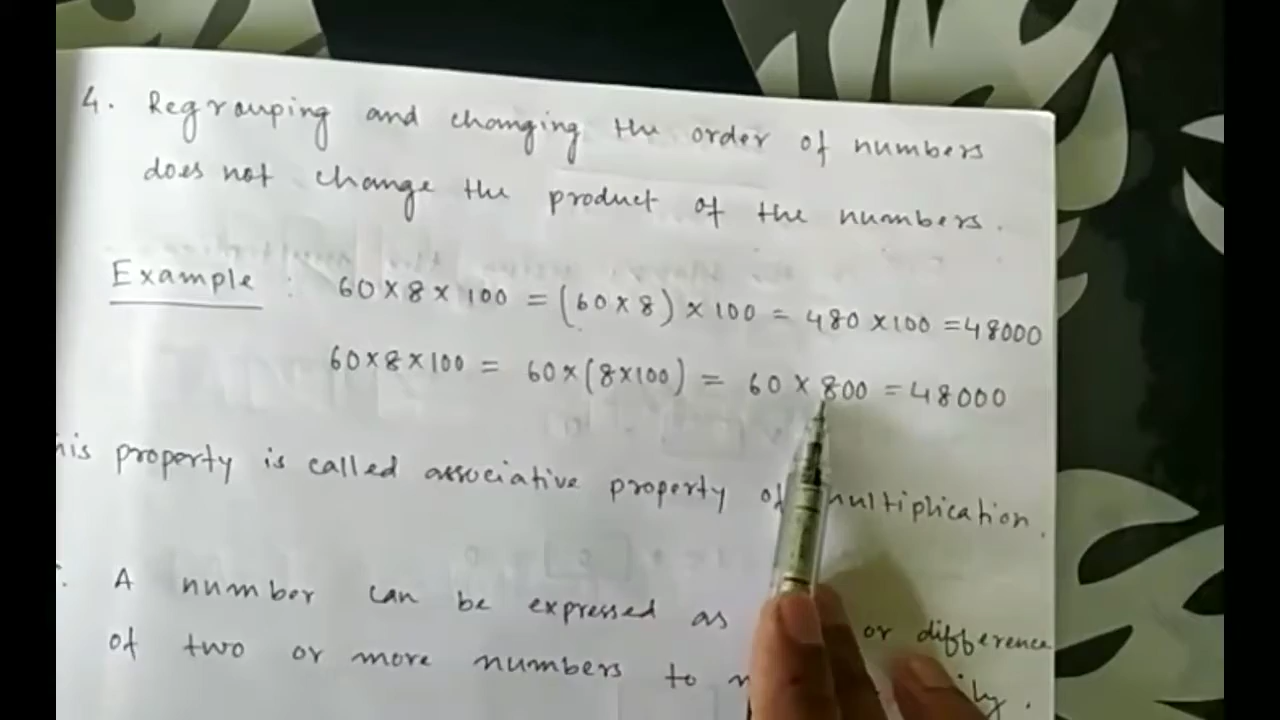 4. Regrouping and changing the order of numbers
does not change the product of the numbers.
Example : 60 × 8 × 100 = (60 × 8) × 100 = 480 × 100 = 48000
60 × 8 × 100 = 60 × (8 × 100) = 60 × 800 = 48000
his property is called associative property of multiplication.
A number can be expressed as or difference
of two or more numbers to